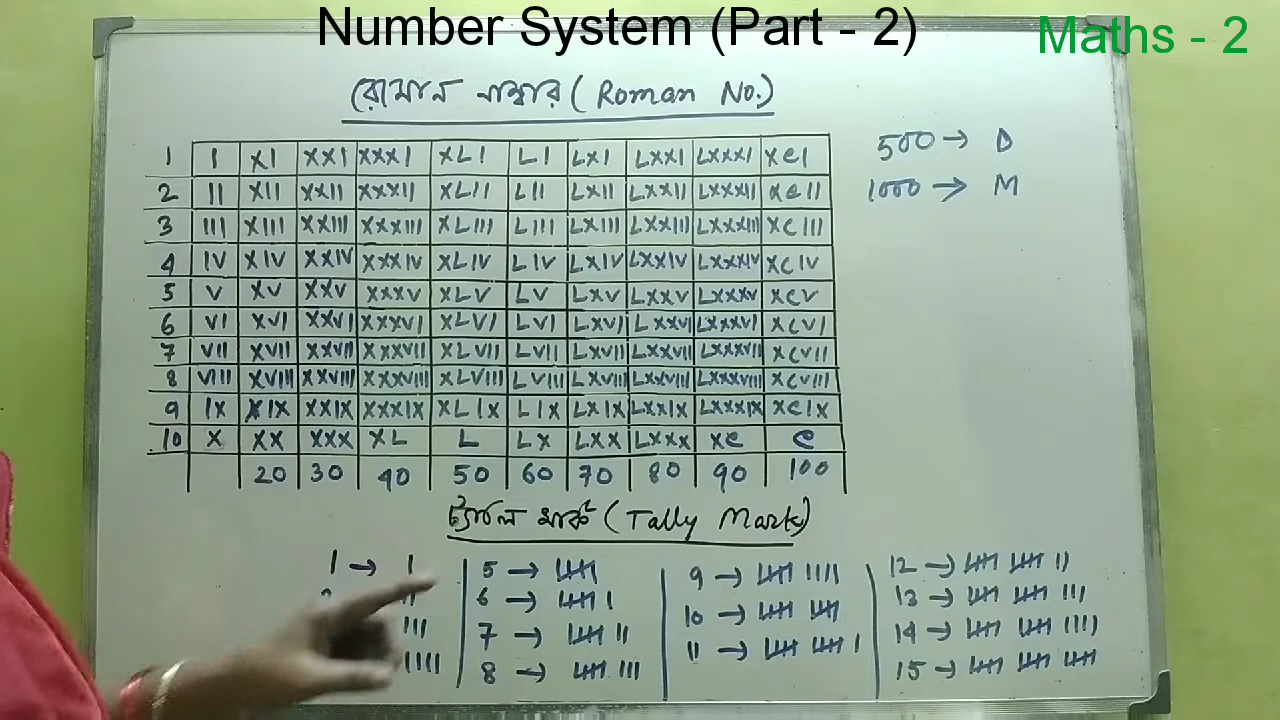 Number System (Part - 2)
Maths - 2
রোমান নাম্বার (Roman No.)
500 → D
1000 → M
1 I XI XXI XXXI XLI LI LXI LXXI LXXXI XCI
2 II XII XXII XXXII XLII LII LXII LXXII LXXXII XCII
3 III XIII XXIII XXXIII XLIII LIII LXIII LXXIII LXXXIII XCIII
4 IV XIV XXIV XXXIV XLIV LIV LXIV LXXIV LXXXIV XCIV
5 V XV XXV XXXV XLV LV LXV LXXV LXXXV XCV
6 VI XVI XXVI XXXVI XLVI LVI LXVI LXXVI LXXXVI XCVI
7 VII XVII XXVII XXXVII XLVII LVII LXVII LXXVII LXXXVII XCVII
8 VIII XVIII XXVIII XXXVIII XLVIII LVIII LXVIII LXXVIII LXXXVIII XCVIII
9 IX XIX XXIX XXXIX XLIX LIX LXIX LXXIX LXXXIX XCIX
10 X XX XXX XL L LX LXX LXXX XC C
20 30 40 50 60 70 80 90 100
ট্যালি মার্ক (Tally Mark)
1 → |
||
|||
||||
5 → 卌
6 → 卌 |
7 → 卌 ||
8 → 卌 |||
9 → 卌 ||||
10 → 卌 卌
11 → 卌 卌 |
12 → 卌 卌 ||
13 → 卌 卌 |||
14 → 卌 卌 ||||
15 → 卌 卌 卌